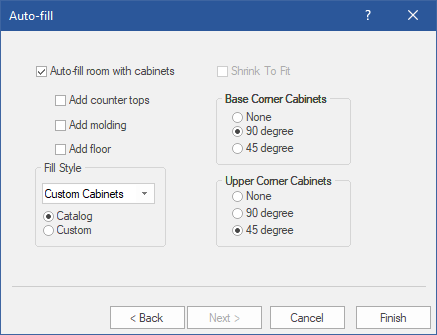 Auto-fill ?
Auto-fill room with cabinets
Shrink To Fit
Add counter tops
Add molding
Add floor
Fill Style
Custom Cabinets
Catalog
Custom
Base Corner Cabinets
None
90 degree
45 degree
Upper Corner Cabinets
None
90 degree
45 degree
< Back
Next >
Cancel
Finish